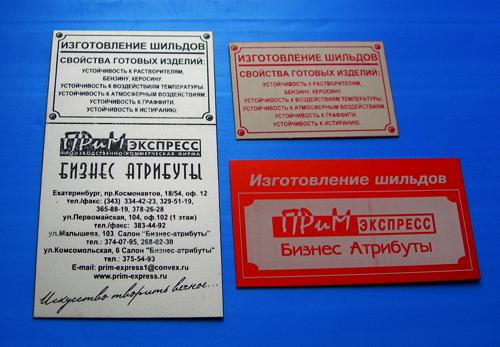 ИЗГОТОВЛЕНИЕ ШИЛЬДОВ
СВОЙСТВА ГОТОВЫХ ИЗДЕЛИЙ:
УСТОЙЧИВОСТЬ К РАСТВОРИТЕЛЯМ,
БЕНЗИНУ, КЕРОСИНУ.
УСТОЙЧИВОСТЬ К ВОЗДЕЙСТВИЯМ ТЕМПЕРАТУРЫ.
УСТОЙЧИВОСТЬ К АТМОСФЕРНЫМ ВОЗДЕЙСТВИЯМ.
УСТОЙЧИВОСТЬ К ГРАФФИТИ.
УСТОЙЧИВОСТЬ К ИСТИРАНИЮ.
ПРиМ ЭКСПРЕСС
ПРОИЗВОДСТВЕННО-КОММЕРЧЕСКАЯ ФИРМА
БИЗНЕС АТРИБУТЫ
Екатеринбург, пр.Космонавтов, 18/54, оф. 12
тел./факс: (343) 334-42-23, 329-51-19,
365-88-19, 378-26-28
ул.Первомайская, 104, оф.102 (1 этаж)
тел./факс: 383-44-92
ул.Малышева, 103 Салон "Бизнес-атрибуты"
тел.: 374-07-95, 268-02-30
ул.Комсомольская, 6 Салон "Бизнес-атрибуты"
тел.: 375-54-93
E-mail: prim-express1@convex.ru
www.prim-express.ru
Искусство творить вечное...
ИЗГОТОВЛЕНИЕ ШИЛЬДОВ
СВОЙСТВА ГОТОВЫХ ИЗДЕЛИЙ:
УСТОЙЧИВОСТЬ К РАСТВОРИТЕЛЯМ,
БЕНЗИНУ, КЕРОСИНУ.
УСТОЙЧИВОСТЬ К ВОЗДЕЙСТВИЯМ ТЕМПЕРАТУРЫ.
УСТОЙЧИВОСТЬ К АТМОСФЕРНЫМ ВОЗДЕЙСТВИЯМ.
УСТОЙЧИВОСТЬ К ГРАФФИТИ.
УСТОЙЧИВОСТЬ К ИСТИРАНИЮ.
Изготовление шильдов
ПРиМ ЭКСПРЕСС
Бизнес Атрибуты